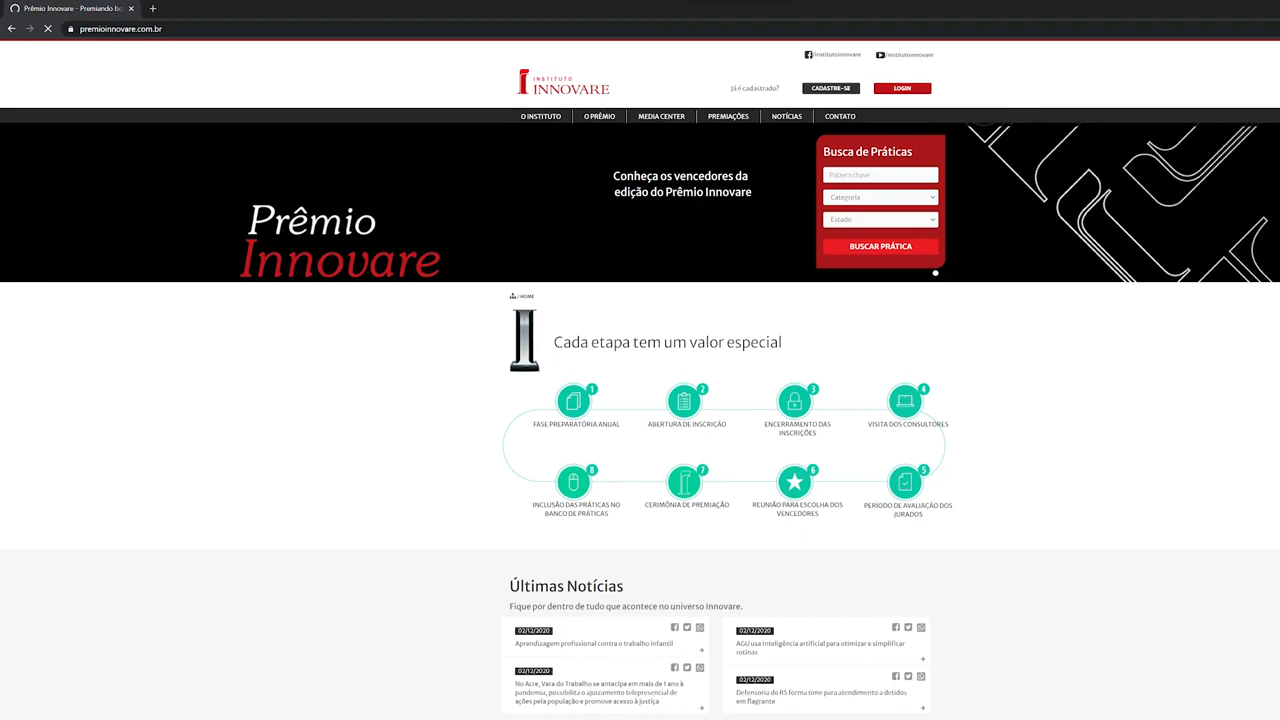 Prêmio Innovare - Premiando bo
premioinnovare.com.br
/institutoinnovare
/institutoinnovare
INSTITUTO
INNOVARE
Já é cadastrado?
CADASTRE-SE
LOGIN
O INSTITUTO
O PRÊMIO
MEDIA CENTER
PREMIAÇÕES
NOTÍCIAS
CONTATO
Prêmio
Innovare
Conheça os vencedores da
edição do Prêmio Innovare
Busca de Práticas
Palavra chave
Categoria
Estado
BUSCAR PRÁTICA
/ HOME
Cada etapa tem um valor especial
1
FASE PREPARATÓRIA ANUAL
2
ABERTURA DE INSCRIÇÃO
3
ENCERRAMENTO DAS
INSCRIÇÕES
4
VISITA DOS CONSULTORES
8
INCLUSÃO DAS PRÁTICAS NO
BANCO DE PRÁTICAS
7
CERIMÔNIA DE PREMIAÇÃO
6
REUNIÃO PARA ESCOLHA DOS
VENCEDORES
5
PERÍODO DE AVALIAÇÃO DOS
JURADOS
Últimas Notícias
Fique por dentro de tudo que acontece no universo Innovare.
02/12/2020
Aprendizagem profissional contra o trabalho infantil
02/12/2020
No Acre, Vara do Trabalho se antecipa em mais de 1 ano à
pandemia, possibilita o ajuizamento telepresencial de
ações pela população e promove acesso à justiça
02/12/2020
AGU usa Inteligência artificial para otimizar e simplificar
rotinas
02/12/2020
Defensoria do RS forma time para atendimento a detidos
em flagrante